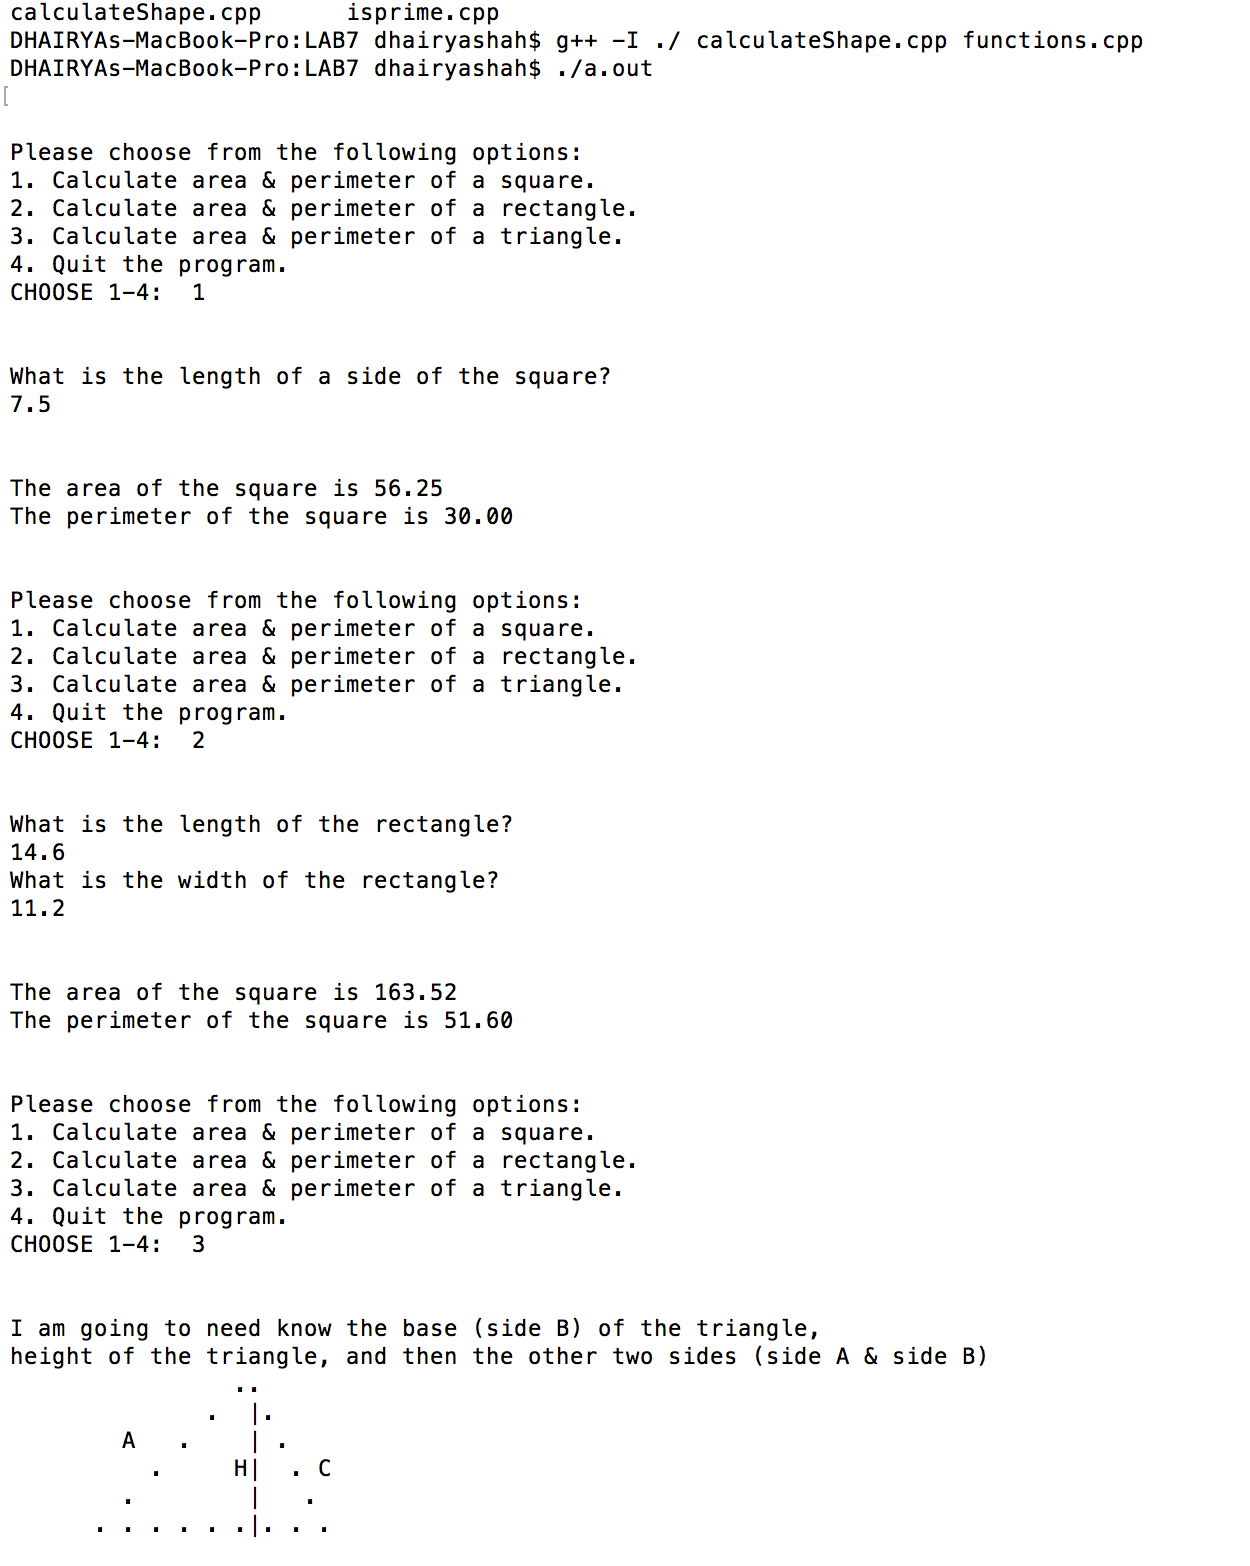 calculateShape.cpp      isprime.cpp
DHAIRYAs-MacBook-Pro:LAB7 dhairyashah$ g++ -I ./ calculateShape.cpp functions.cpp
DHAIRYAs-MacBook-Pro:LAB7 dhairyashah$ ./a.out
[
Please choose from the following options:
1. Calculate area & perimeter of a square.
2. Calculate area & perimeter of a rectangle.
3. Calculate area & perimeter of a triangle.
4. Quit the program.
CHOOSE 1-4:  1
What is the length of a side of the square?
7.5
The area of the square is 56.25
The perimeter of the square is 30.00
Please choose from the following options:
1. Calculate area & perimeter of a square.
2. Calculate area & perimeter of a rectangle.
3. Calculate area & perimeter of a triangle.
4. Quit the program.
CHOOSE 1-4:  2
What is the length of the rectangle?
14.6
What is the width of the rectangle?
11.2
The area of the square is 163.52
The perimeter of the square is 51.60
Please choose from the following options:
1. Calculate area & perimeter of a square.
2. Calculate area & perimeter of a rectangle.
3. Calculate area & perimeter of a triangle.
4. Quit the program.
CHOOSE 1-4:  3
I am going to need know the base (side B) of the triangle,
height of the triangle, and then the other two sides (side A & side B)
                ..
              .  |.
        A   .    | .
          .     H|  . C
        .        |   .
      . . . . . .|. . .